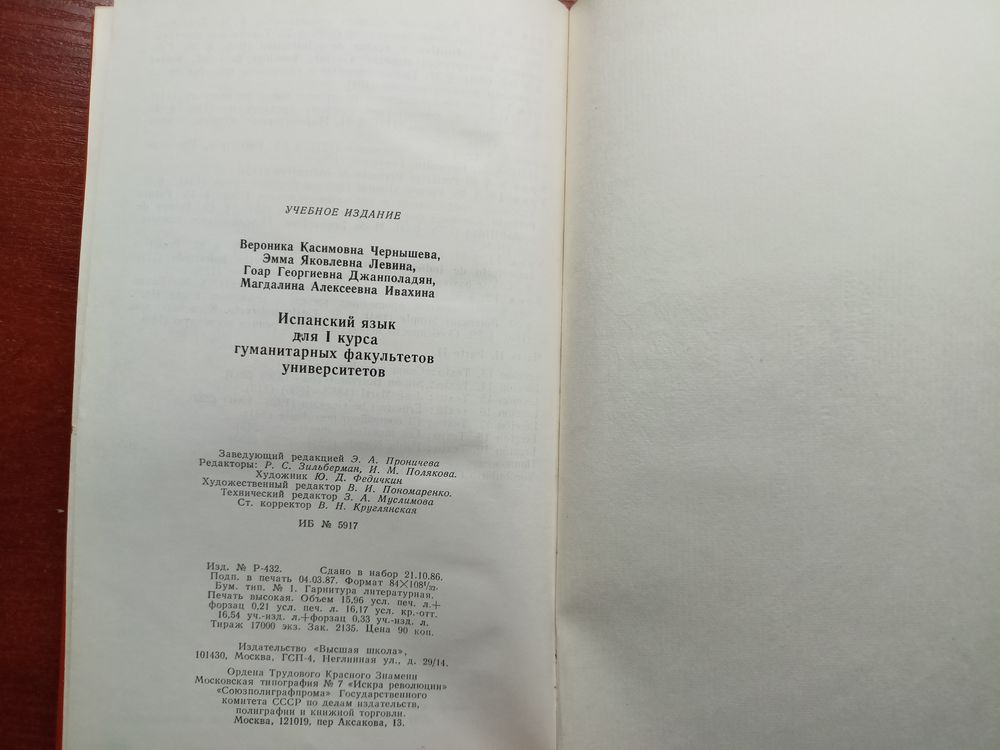 УЧЕБНОЕ ИЗДАНИЕ
Вероника Касимовна Чернышева,
Эмма Яковлевна Левина,
Гоар Георгиевна Джанполадян,
Магдалина Алексеевна Ивахина
Испанский язык
для I курса
гуманитарных факультетов
университетов
Заведующий редакцией Э. А. Проничева
Редакторы: Р. С. Зильберман, И. М. Полякова.
Художник Ю. Д. Федичкин
Художественный редактор В. И. Пономаренко.
Технический редактор З. А. Муслимова
Ст. корректор В. Н. Круглянская
ИБ № 5917
Изд. № Р-432. Сдано в набор 21.10.86.
Подп. в печать 04.03.87. Формат 84×108¹/₃₂.
Бум. тип. № 1. Гарнитура литературная.
Печать высокая. Объем 15,96 усл. печ. л.+
форзац 0,21 усл. печ. л. 16,17 усл. кр.-отт.
16,54 уч.-изд. л.+форзац 0,33 уч.-изд. л.
Тираж 17000 экз. Зак. 2135. Цена 90 коп.
Издательство «Высшая школа»,
101430, Москва, ГСП-4, Неглинная ул., д. 29/14.
Ордена Трудового Красного Знамени
Московская типография № 7 «Искра революции»
«Союзполиграфпрома» Государственного
комитета СССР по делам издательств,
полиграфии и книжной торговли.
Москва, 121019, пер Аксакова, 13.